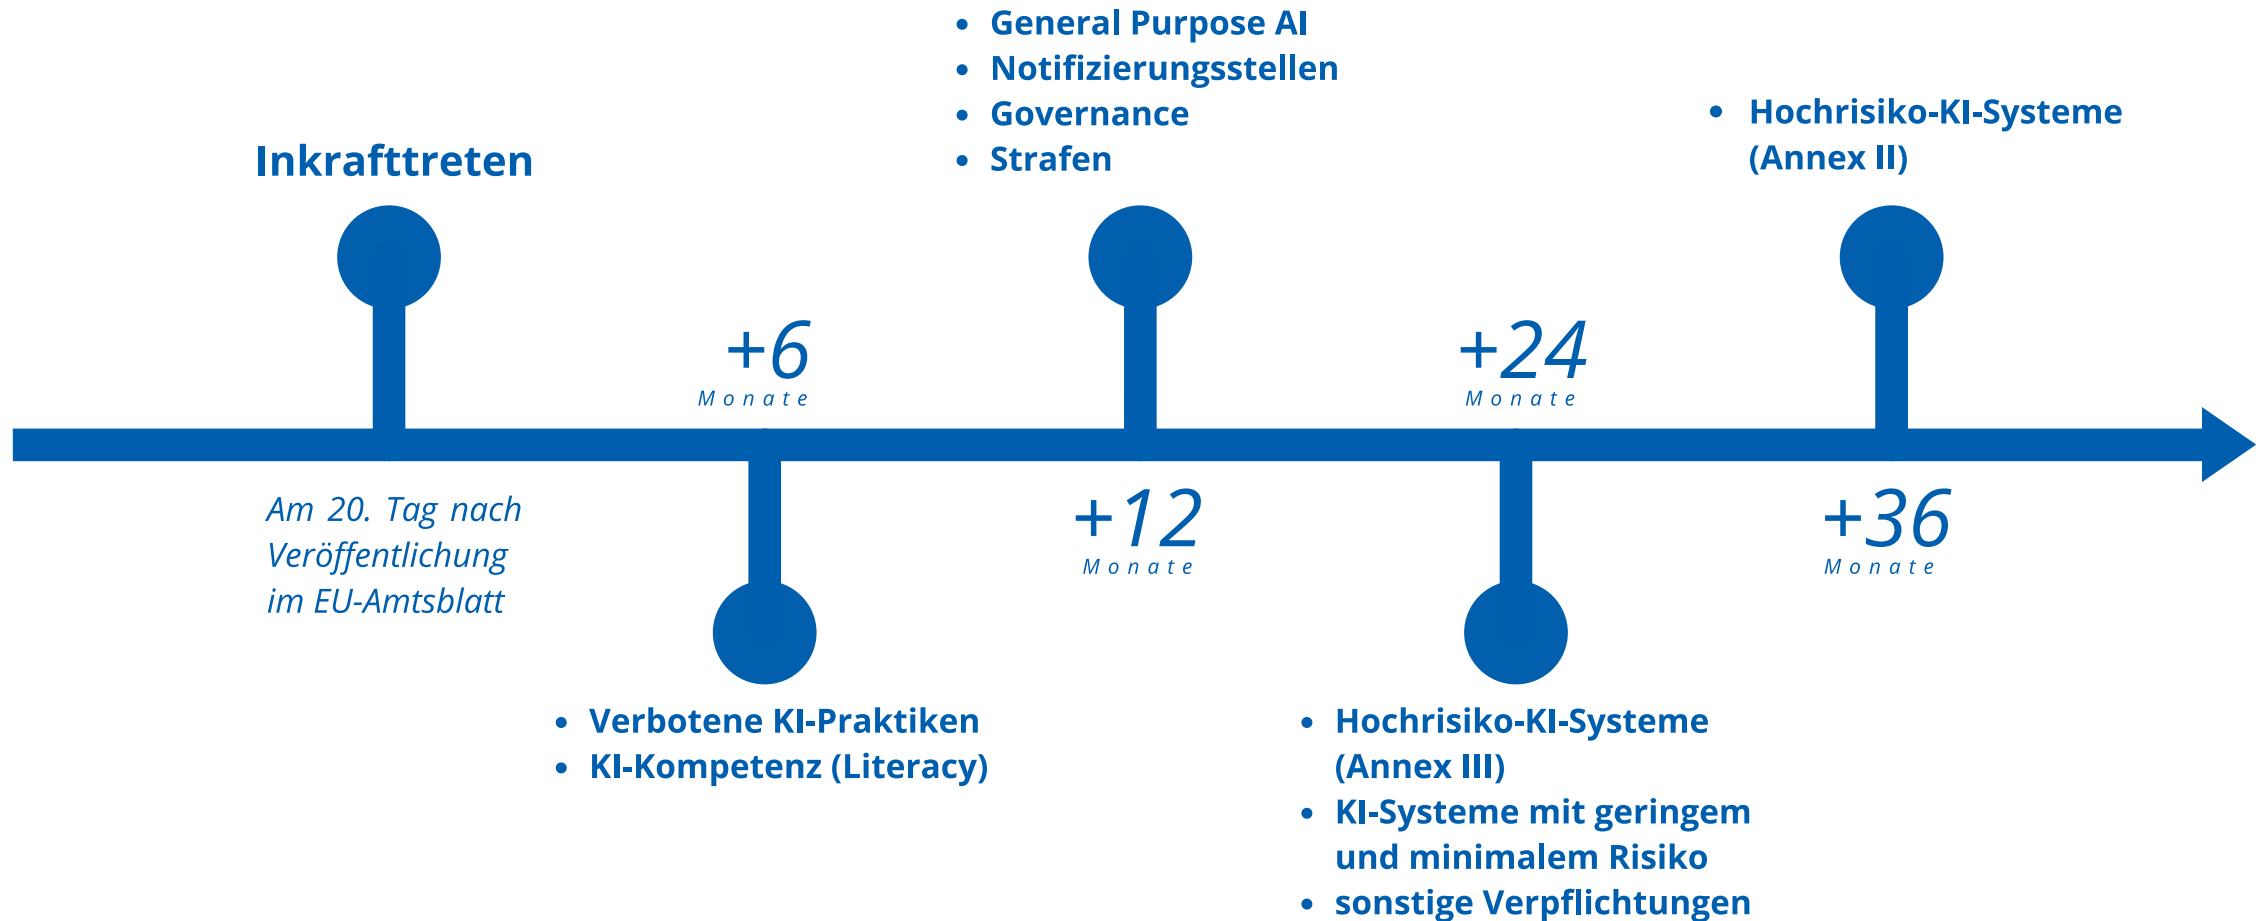 Inkrafttreten
Am 20. Tag nach
Veröffentlichung
im EU-Amtsblatt
+6
Monate
• Verbotene KI-Praktiken
• KI-Kompetenz (Literacy)
• General Purpose AI
• Notifizierungsstellen
• Governance
• Strafen
+12
Monate
+24
Monate
• Hochrisiko-KI-Systeme
(Annex III)
• KI-Systeme mit geringem
und minimalem Risiko
• sonstige Verpflichtungen
• Hochrisiko-KI-Systeme
(Annex II)
+36
Monate